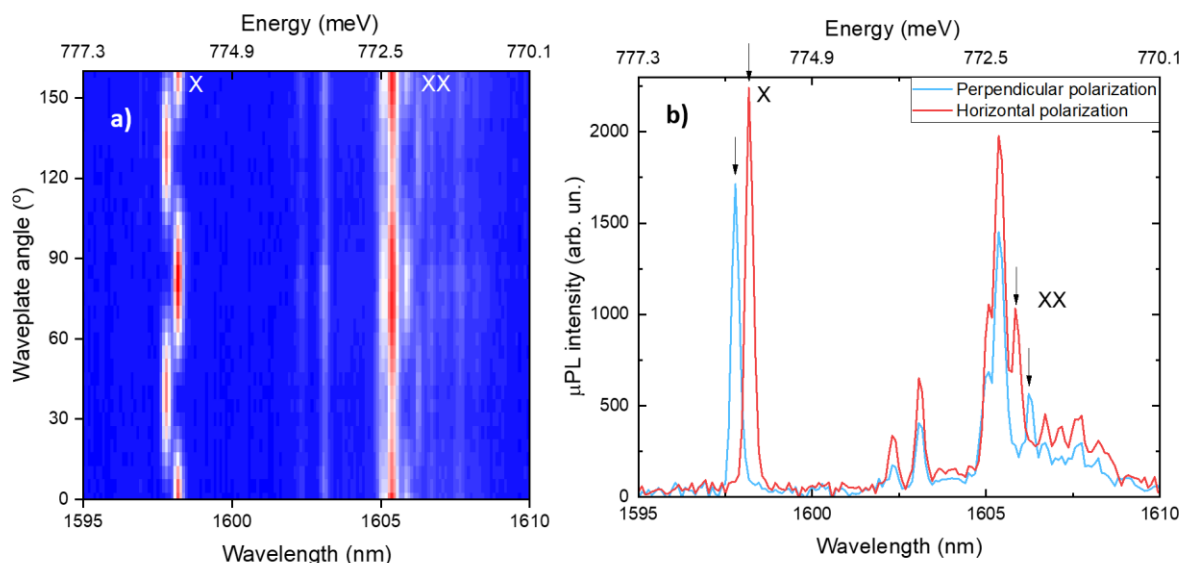 Energy (meV)
777.3 774.9 772.5 770.1
a)
X
XX
150
120
90
60
30
0
Waveplate angle (º)
1595 1600 1605 1610
Wavelength (nm)
Energy (meV)
777.3 774.9 772.5 770.1
b)
X
Perpendicular polarization
Horizontal polarization
XX
2000
1500
1000
500
0
μPL intensity (arb. un.)
1595 1600 1605 1610
Wavelength (nm)